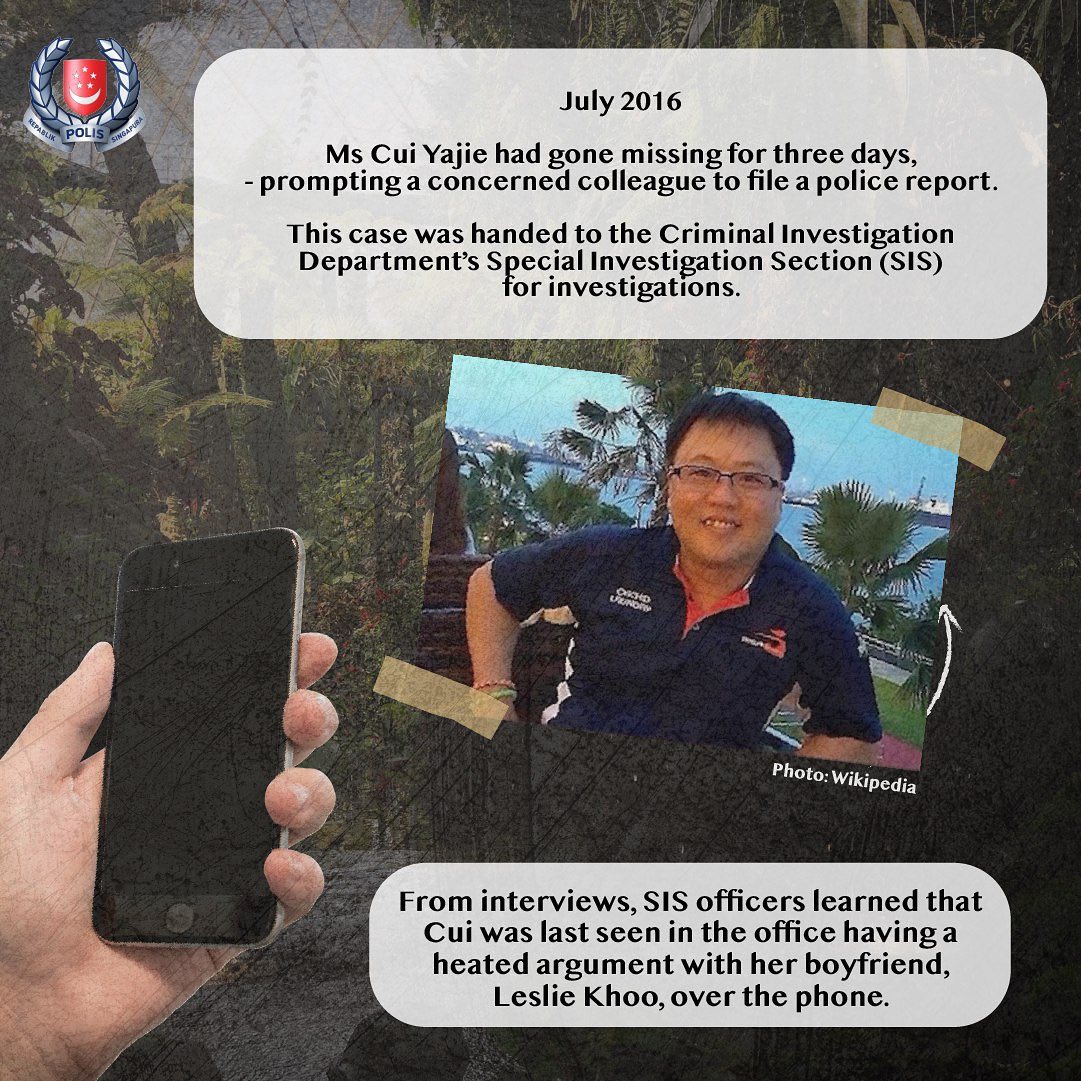 REPABLIK POLIS SINGAPURA
July 2016
Ms Cui Yajie had gone missing for three days,
- prompting a concerned colleague to file a police report.
This case was handed to the Criminal Investigation
Department’s Special Investigation Section (SIS)
for investigations.
ORCHID
LAUNDRY
Photo: Wikipedia
From interviews, SIS officers learned that
Cui was last seen in the office having a
heated argument with her boyfriend,
Leslie Khoo, over the phone.